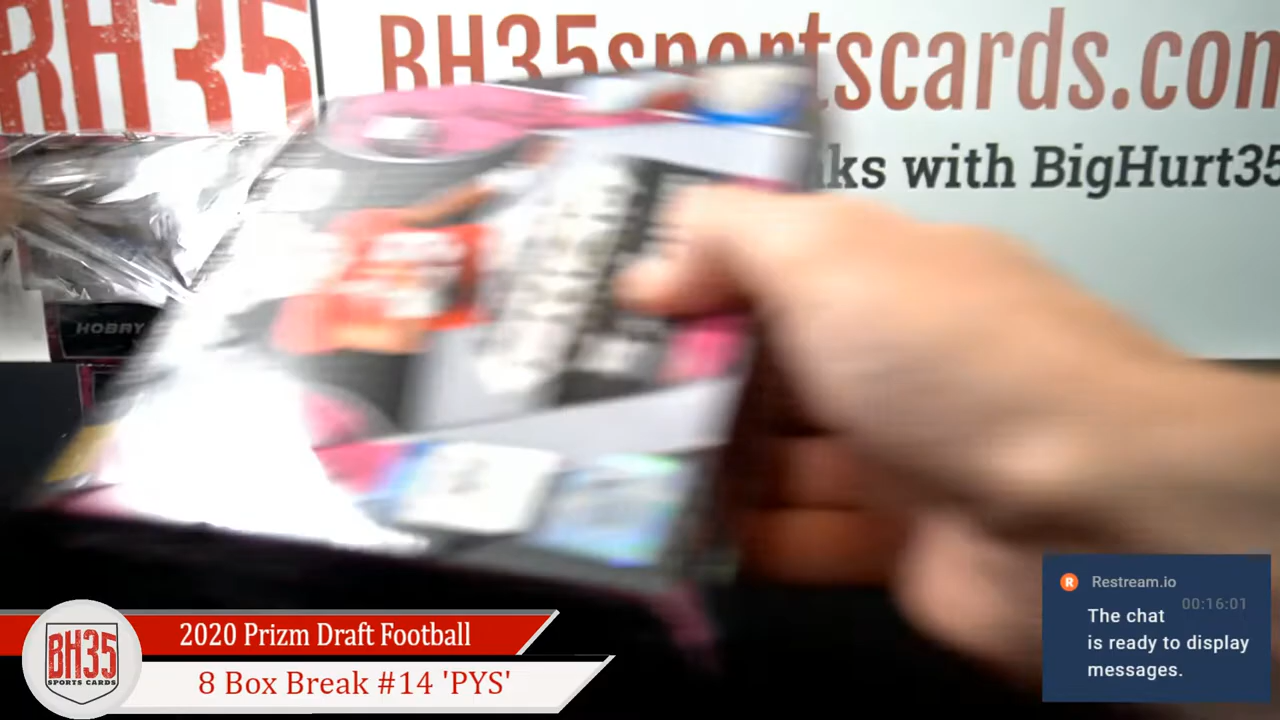 BH35
BH35sportscards.com
with BigHurt35
HOBBY
2020 Prizm Draft Football
8 Box Break #14 'PYS'
BH35
SPORTS CARDS
R
Restream.io
00:16:01
The chat
is ready to display
messages.